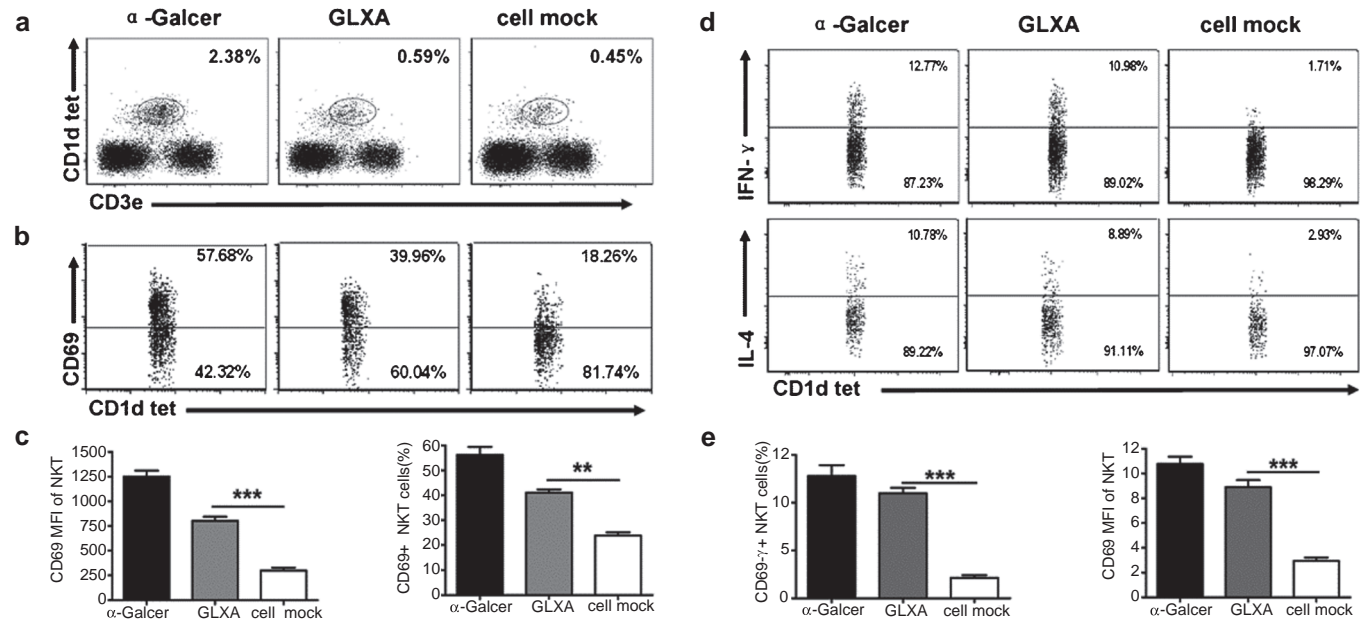 a
α -Galcer
GLXA
cell mock
2.38%
0.59%
0.45%
CD1d tet
CD3e
b
57.68%
39.96%
18.26%
42.32%
60.04%
81.74%
CD69
CD1d tet
c
CD69 MFI of NKT
1500
1250
1000
750
500
250
0
***
α-Galcer
GLXA
cell mock
CD69+ NKT cells(%)
60
50
40
30
20
10
0
**
α-Galcer
GLXA
cell mock
d
α -Galcer
GLXA
cell mock
12.77%
10.98%
1.71%
87.23%
89.02%
98.29%
IFN- γ
10.78%
8.89%
2.93%
89.22%
91.11%
97.07%
IL-4
CD1d tet
e
CD69-γ+ NKT cells(%)
12
10
5
0
***
α-Galcer
GLXA
cell mock
CD69 MFI of NKT
12
10
8
6
4
2
0
***
α-Galcer
GLXA
cell mock